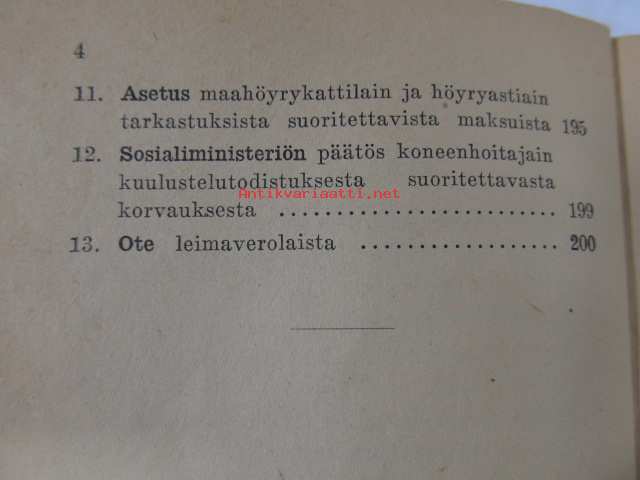 4
11. Asetus maahöyrykattilain ja höyryastiain
tarkastuksista suoritettavista maksuista 195
12. Sosialiministeriön päätös koneenhoitajain
kuulustelutodistuksesta suoritettavasta
Antikvariaatti.net
korvauksesta .......................... 199
13. Ote leimaverolaista ................... 200